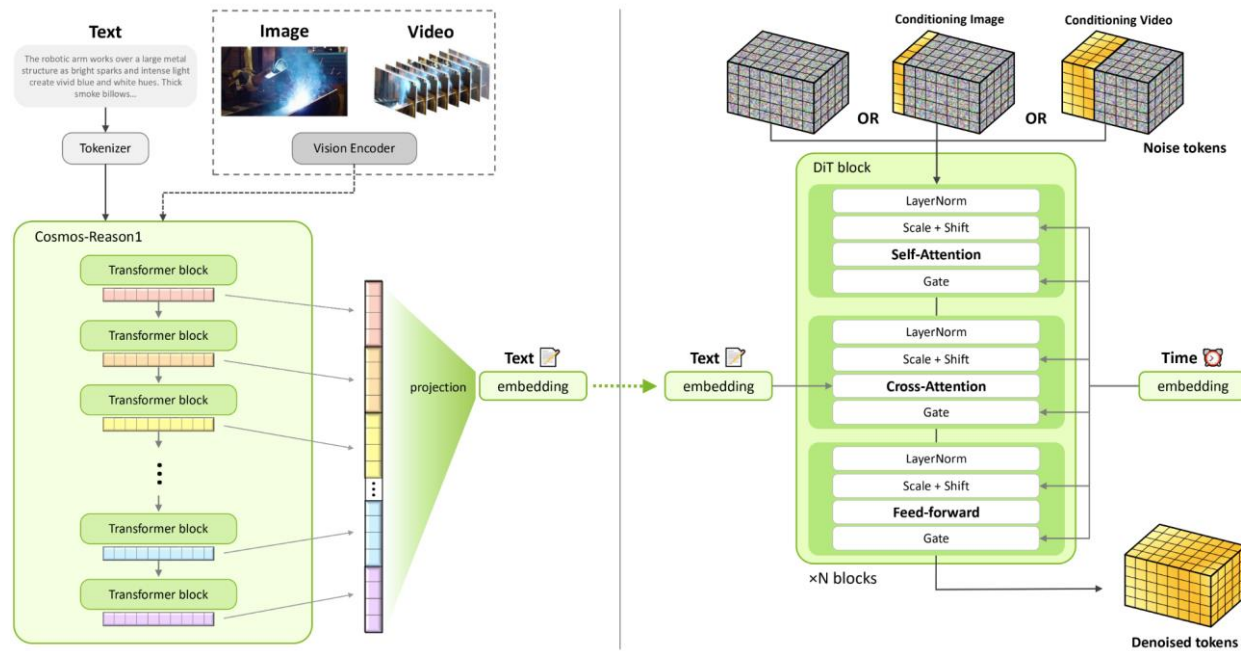 Text
The robotic arm works over a large metal
structure as bright sparks and intense light
create vivid blue and white hues. Thick
smoke billows...
Tokenizer
Image
Video
Vision Encoder
Cosmos-Reason1
Transformer block
Transformer block
Transformer block
Transformer block
Transformer block
projection
Text
embedding
Conditioning Image
Conditioning Video
OR
OR
Noise tokens
DiT block
LayerNorm
Scale + Shift
Self-Attention
Gate
LayerNorm
Scale + Shift
Cross-Attention
Gate
LayerNorm
Scale + Shift
Feed-forward
Gate
Text
embedding
Time
embedding
×N blocks
Denoised tokens